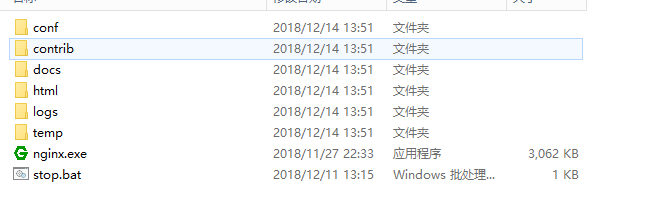 conf 2018/12/14 13:51 文件夹
contrib 2018/12/14 13:51 文件夹
docs 2018/12/14 13:51 文件夹
html 2018/12/14 13:51 文件夹
logs 2018/12/14 13:51 文件夹
temp 2018/12/14 13:51 文件夹
nginx.exe 2018/11/27 22:33 应用程序 3,062 KB
stop.bat 2018/12/11 13:15 Windows 批处理... 1 KB